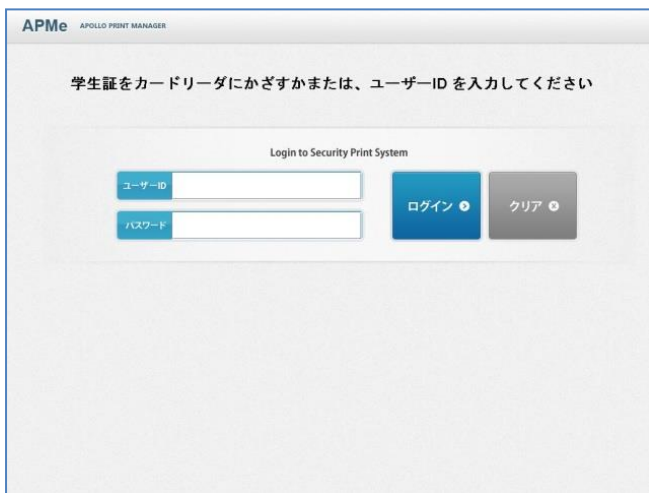 APMe APOLLO PRINT MANAGER
学生証をカードリーダにかざすかまたは、ユーザーID を入力してください
Login to Security Print System
ユーザーID
パスワード
ログイン
クリア